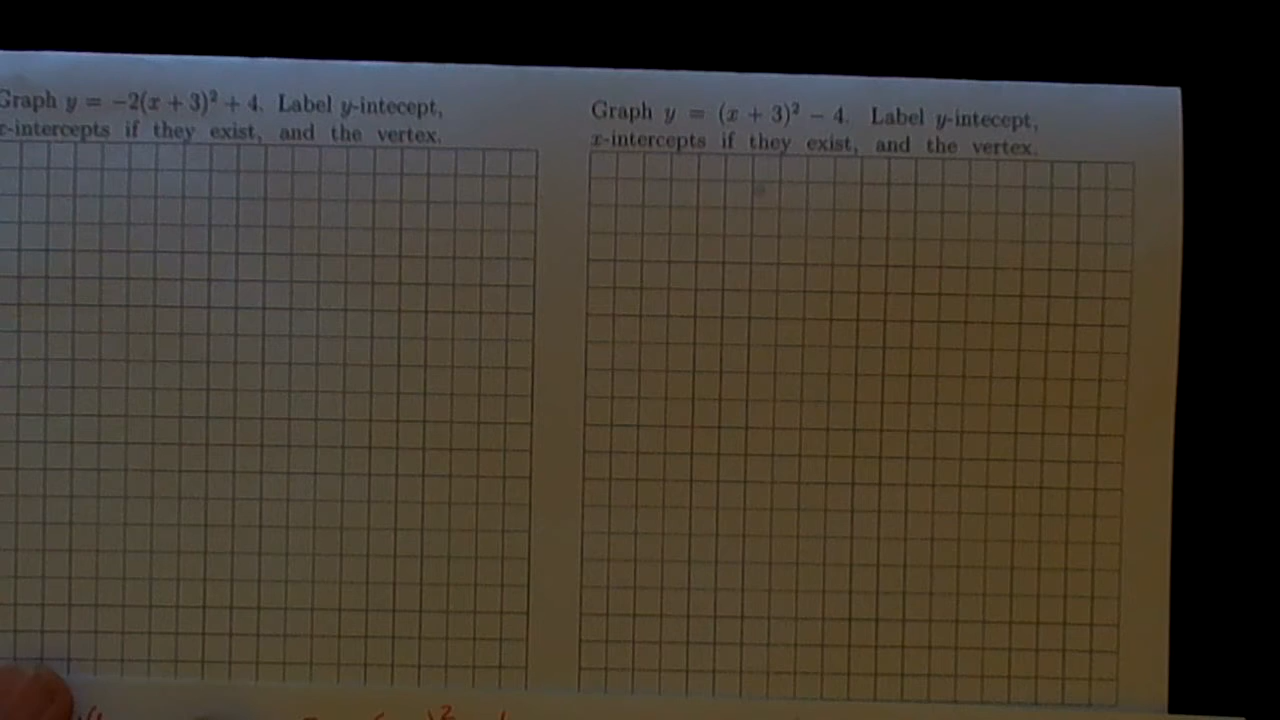 Graph y = −2(x + 3)² + 4. Label y-intecept,
x-intercepts if they exist, and the vertex.
Graph y = (x + 3)² − 4. Label y-intecept,
x-intercepts if they exist, and the vertex.